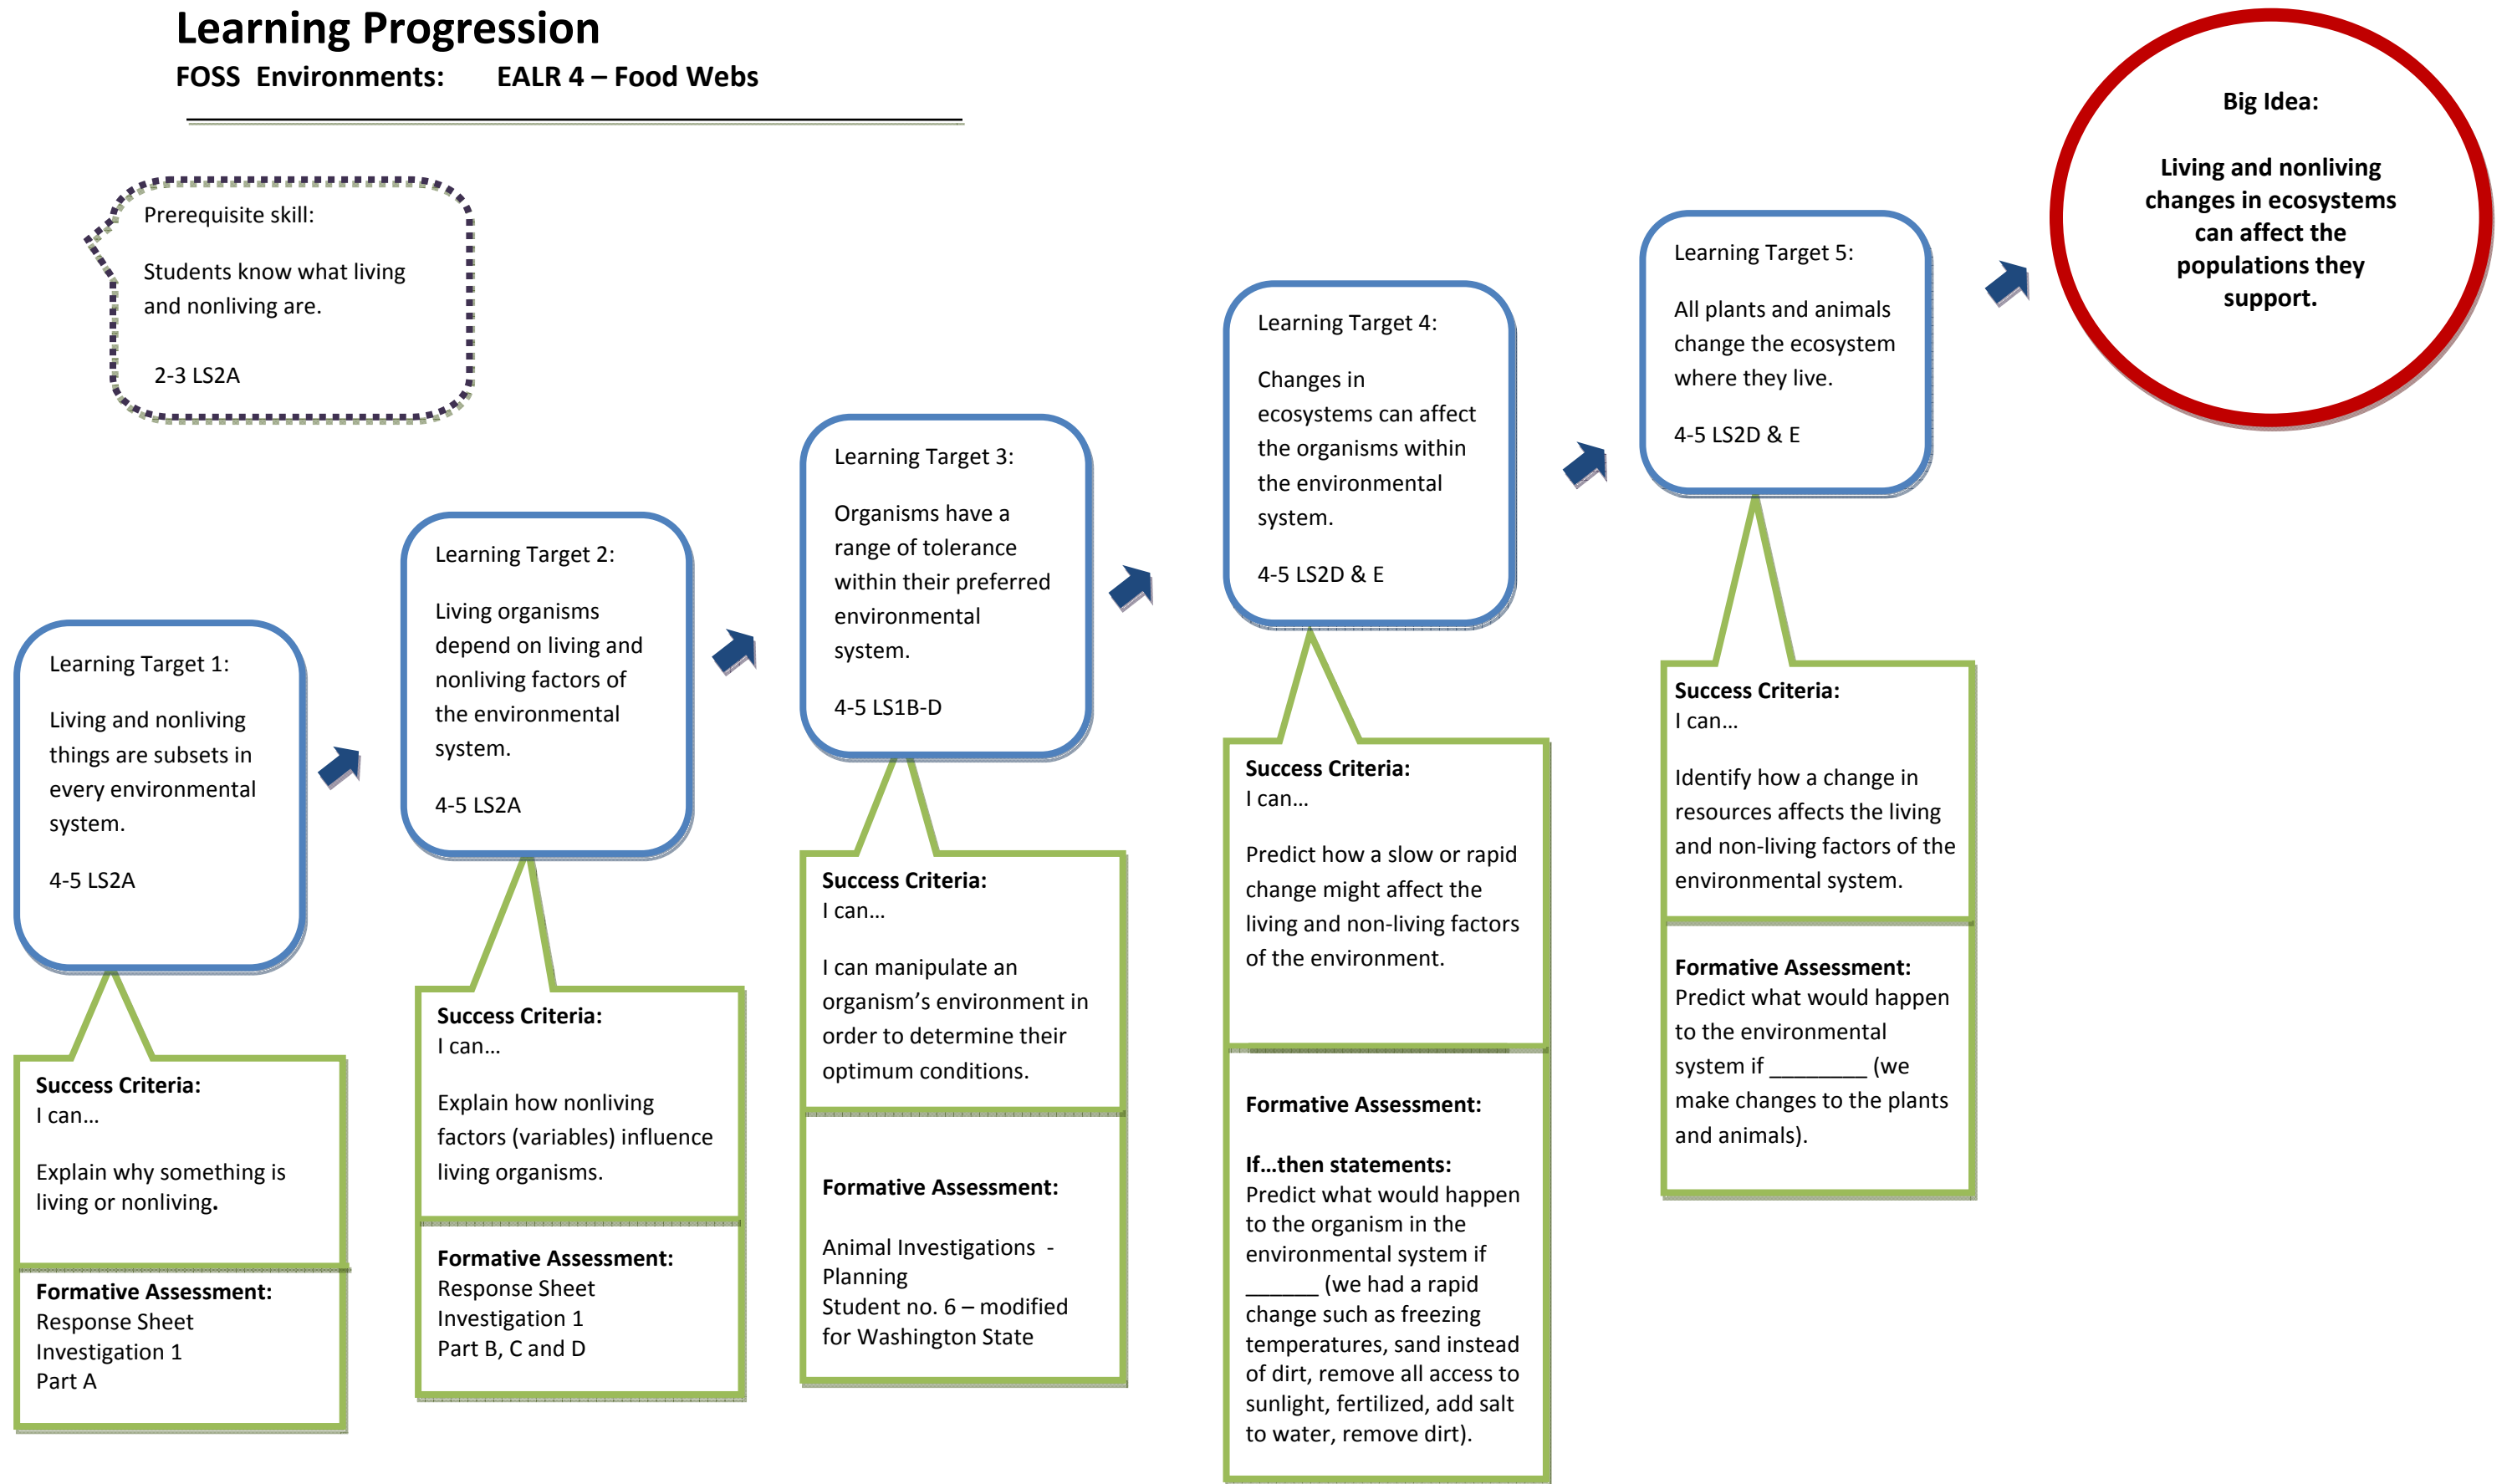 Learning Progression
FOSS Environments: EALR 4 – Food Webs
Prerequisite skill:
Students know what living
and nonliving are.
2-3 LS2A
Learning Target 1:
Living and nonliving
things are subsets in
every environmental
system.
4-5 LS2A
Success Criteria:
I can…
Explain why something is
living or nonliving.
Formative Assessment:
Response Sheet
Investigation 1
Part A
Learning Target 2:
Living organisms
depend on living and
nonliving factors of
the environmental
system.
4-5 LS2A
Success Criteria:
I can…
Explain how nonliving
factors (variables) influence
living organisms.
Formative Assessment:
Response Sheet
Investigation 1
Part B, C and D
Learning Target 3:
Organisms have a
range of tolerance
within their preferred
environmental
system.
4-5 LS1B-D
Success Criteria:
I can…
I can manipulate an
organism’s environment in
order to determine their
optimum conditions.
Formative Assessment:
Animal Investigations -
Planning
Student no. 6 – modified
for Washington State
Learning Target 4:
Changes in
ecosystems can affect
the organisms within
the environmental
system.
4-5 LS2D & E
Success Criteria:
I can…
Predict how a slow or rapid
change might affect the
living and non-living factors
of the environment.
Formative Assessment:
If…then statements:
Predict what would happen
to the organism in the
environmental system if
______ (we had a rapid
change such as freezing
temperatures, sand instead
of dirt, remove all access to
sunlight, fertilized, add salt
to water, remove dirt).
Learning Target 5:
All plants and animals
change the ecosystem
where they live.
4-5 LS2D & E
Success Criteria:
I can…
Identify how a change in
resources affects the living
and non-living factors of the
environmental system.
Formative Assessment:
Predict what would happen
to the environmental
system if ________ (we
make changes to the plants
and animals).
Big Idea:
Living and nonliving
changes in ecosystems
can affect the
populations they
support.